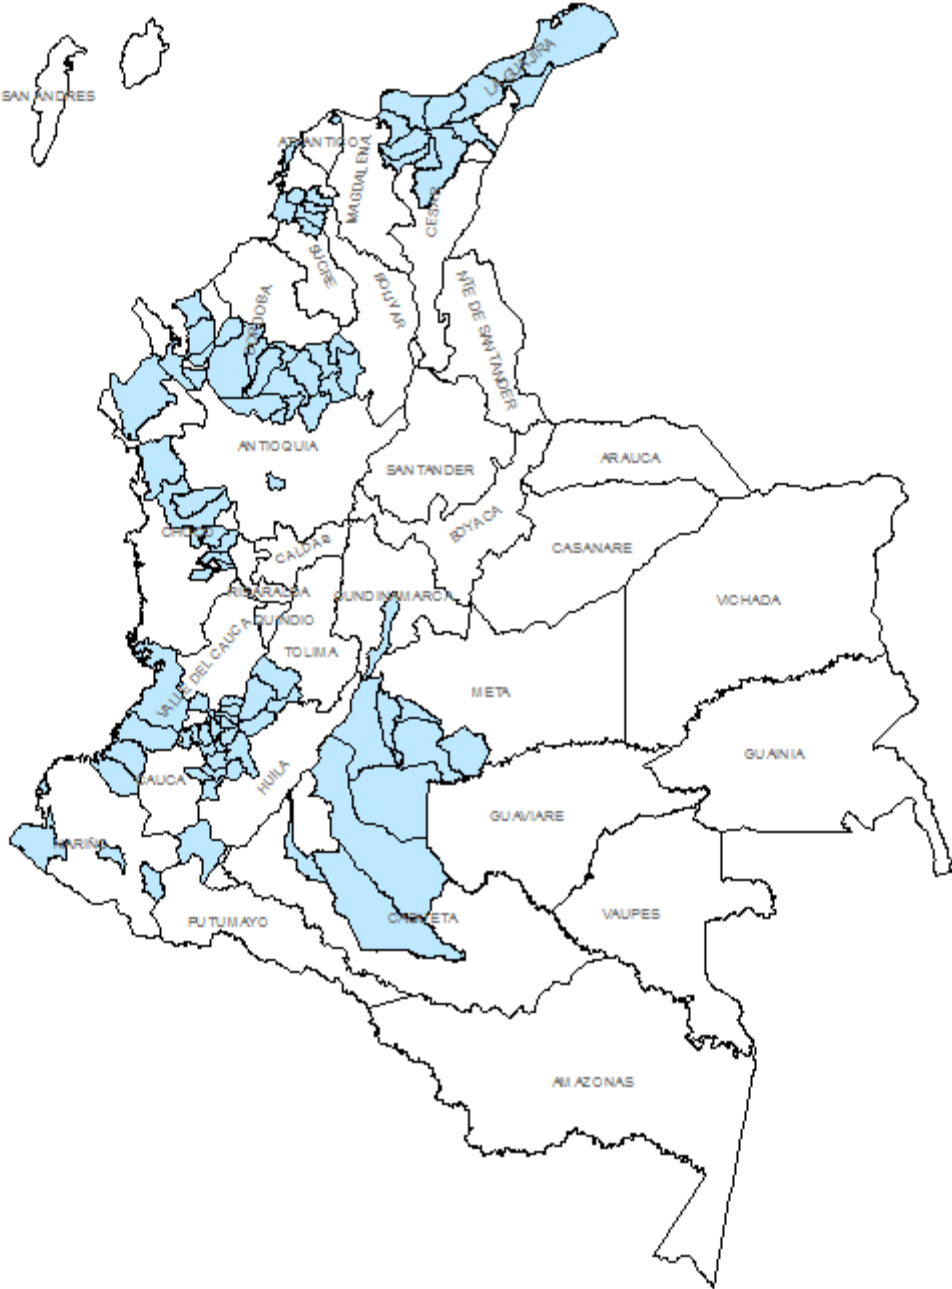 SAN ANDRES
LA GUAJIRA
ATLANTICO
MAGDALENA
CESAR
SUCRE
BOLIVAR
NTE DE SANTANDER
CORDOBA
ANTIOQUIA
SANTANDER
ARAUCA
BOYACA
CHOCO
CALDAS
CASANARE
RISARALDA
CUNDINAMARCA
VICHADA
QUINDIO
TOLIMA
VALLE DEL CAUCA
META
GUAINIA
CAUCA
HUILA
GUAVIARE
NARIÑO
PUTUMAYO
CAQUETA
VAUPES
AMAZONAS